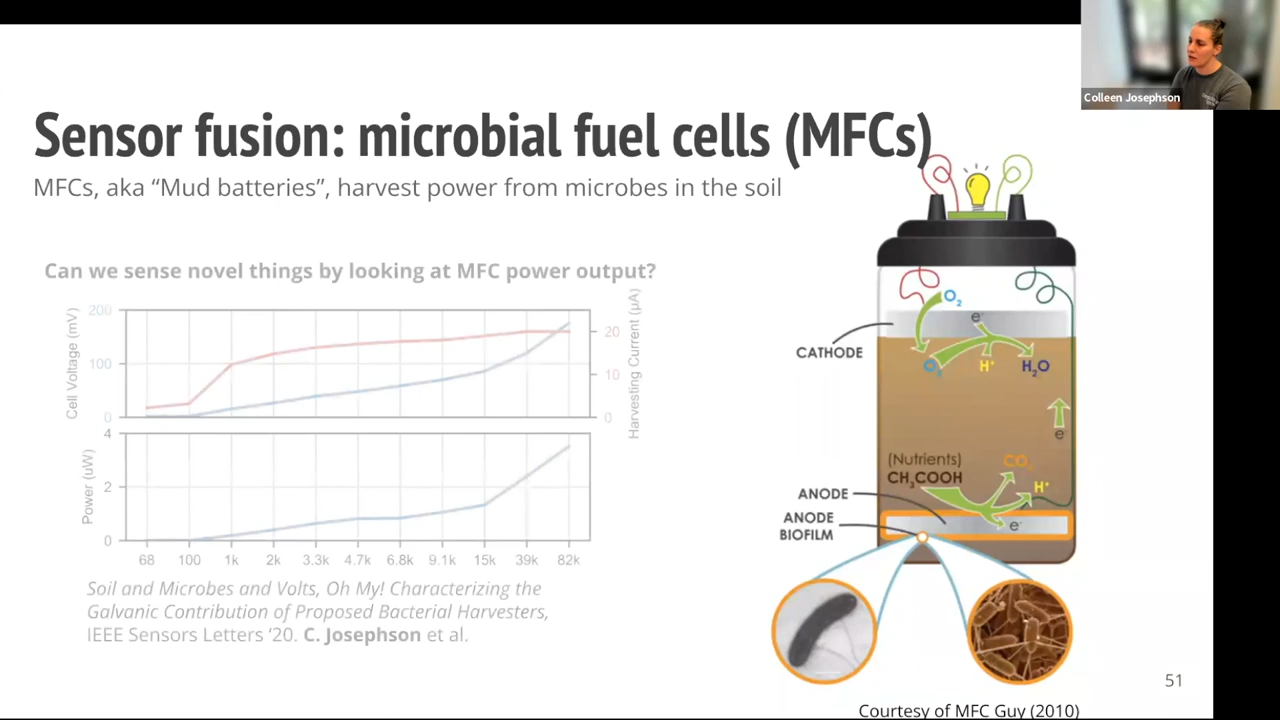 Colleen Josephson
Sensor fusion: microbial fuel cells (MFCs)
MFCs, aka “Mud batteries”, harvest power from microbes in the soil
Can we sense novel things by looking at MFC power output?
Cell Voltage (mV)
200
100
0
Harvesting Current (µA)
20
10
0
Power (uW)
4
2
0
68 100 1k 2k 3.3k 4.7k 6.8k 9.1k 15k 39k 82k
Soil and Microbes and Volts, Oh My! Characterizing the
Galvanic Contribution of Proposed Bacterial Harvesters,
IEEE Sensors Letters ‘20. C. Josephson et al.
O₂
e⁻
CATHODE
O₂ H⁺ H₂O
e⁻
(Nutrients)
CH₃COOH
CO₂
H⁺
ANODE
ANODE
BIOFILM
e⁻
51
Courtesy of MFC Guy (2010)